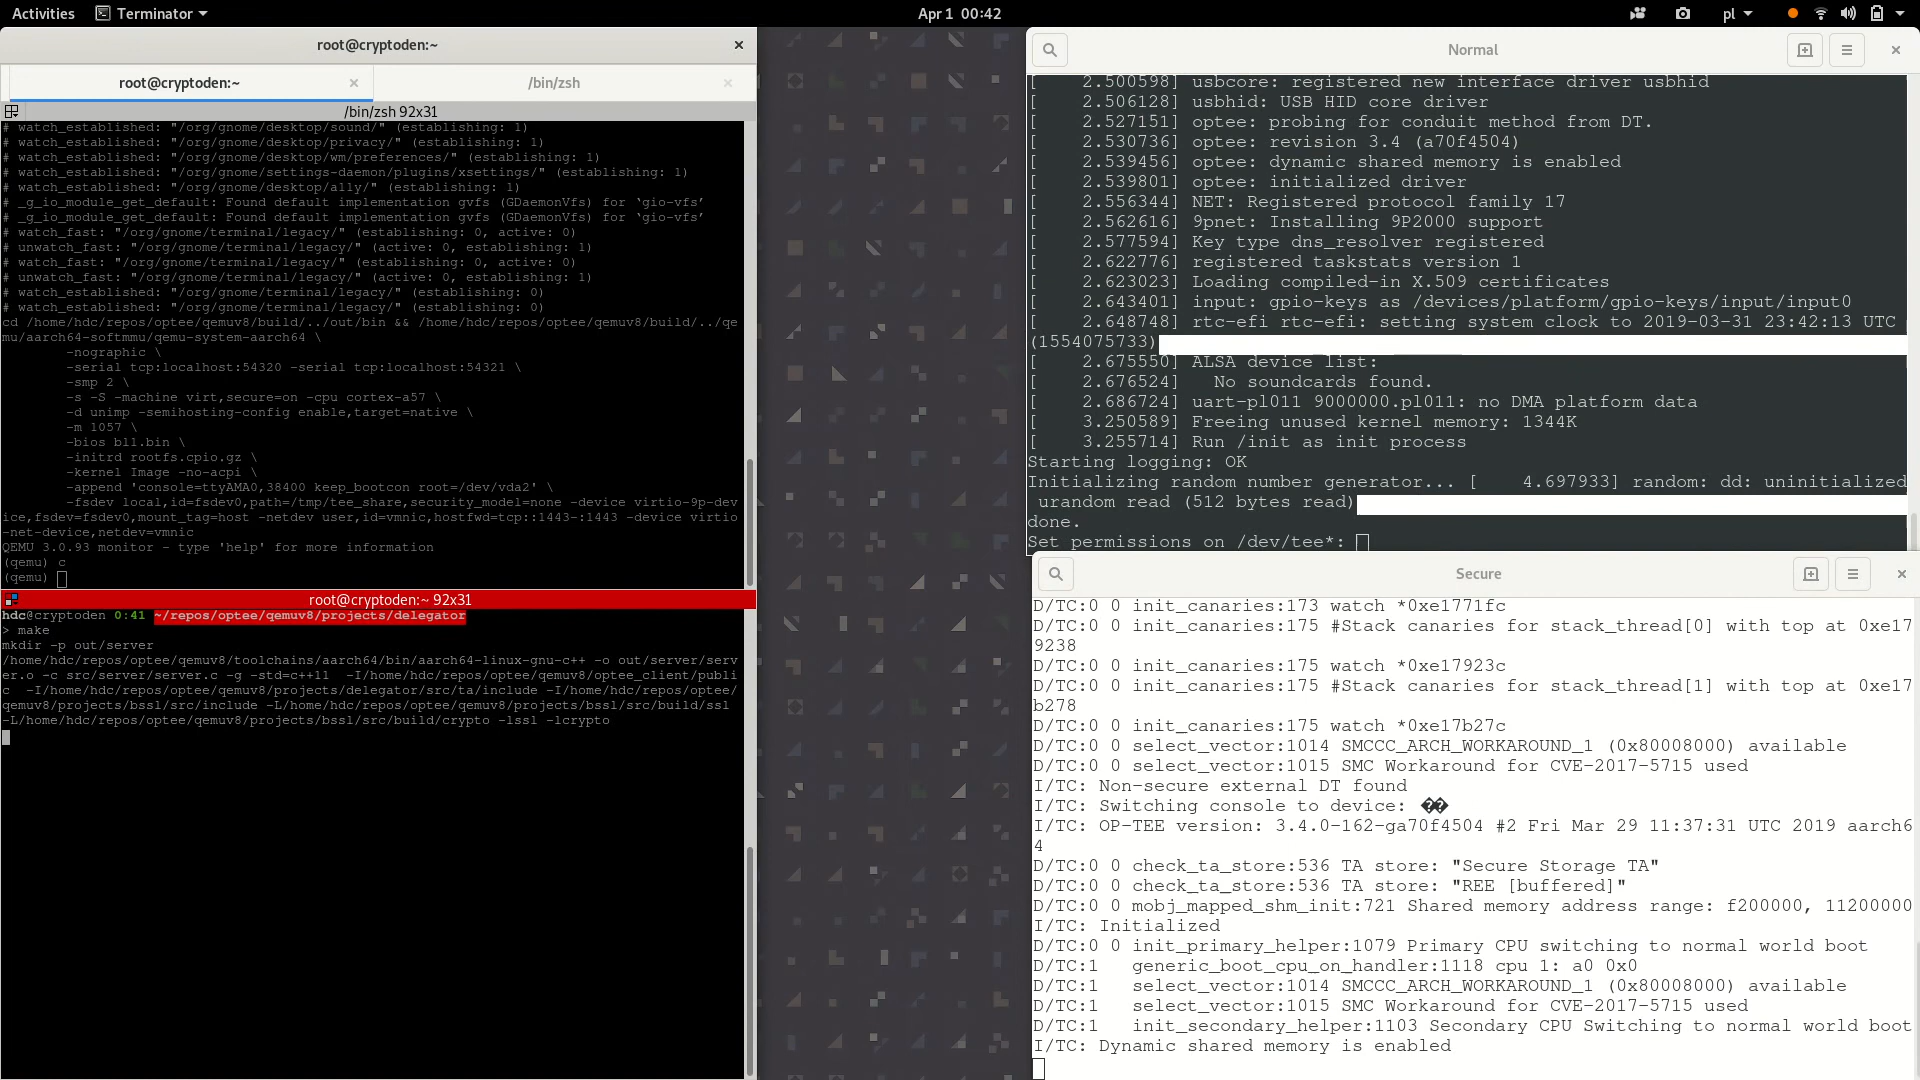 Activities
Terminator
Apr 1 00:42
pl
root@cryptoden:~
root@cryptoden:~
/bin/zsh
/bin/zsh 92x31
# watch_established: "/org/gnome/desktop/sound/" (establishing: 1)
# watch_established: "/org/gnome/desktop/privacy/" (establishing: 1)
# watch_established: "/org/gnome/desktop/wm/preferences/" (establishing: 1)
# watch_established: "/org/gnome/settings-daemon/plugins/xsettings/" (establishing: 1)
# watch_established: "/org/gnome/desktop/a11y/" (establishing: 1)
# _g_io_module_get_default: Found default implementation gvfs (GDaemonVfs) for ‘gio-vfs’
# _g_io_module_get_default: Found default implementation gvfs (GDaemonVfs) for ‘gio-vfs’
# watch_fast: "/org/gnome/terminal/legacy/" (establishing: 0, active: 0)
# unwatch_fast: "/org/gnome/terminal/legacy/" (active: 0, establishing: 1)
# watch_fast: "/org/gnome/terminal/legacy/" (establishing: 0, active: 0)
# unwatch_fast: "/org/gnome/terminal/legacy/" (active: 0, establishing: 1)
# watch_established: "/org/gnome/terminal/legacy/" (establishing: 0)
# watch_established: "/org/gnome/terminal/legacy/" (establishing: 0)
cd /home/hdc/repos/optee/qemuv8/build/../out/bin && /home/hdc/repos/optee/qemuv8/build/../qe
mu/aarch64-softmmu/qemu-system-aarch64 \
-nographic \
-serial tcp:localhost:54320 -serial tcp:localhost:54321 \
-smp 2 \
-s -S -machine virt,secure=on -cpu cortex-a57 \
-d unimp -semihosting-config enable,target=native \
-m 1057 \
-bios bl1.bin \
-initrd rootfs.cpio.gz \
-kernel Image -no-acpi \
-append 'console=ttyAMA0,38400 keep_bootcon root=/dev/vda2' \
-fsdev local,id=fsdev0,path=/tmp/tee_share,security_model=none -device virtio-9p-dev
ice,fsdev=fsdev0,mount_tag=host -netdev user,id=vmnic,hostfwd=tcp::1443-:1443 -device virtio
-net-device,netdev=vmnic
QEMU 3.0.93 monitor - type 'help' for more information
(qemu) c
(qemu)
root@cryptoden:~ 92x31
hdc@cryptoden 0:41 ~/repos/optee/qemuv8/projects/delegator
> make
mkdir -p out/server
/home/hdc/repos/optee/qemuv8/toolchains/aarch64/bin/aarch64-linux-gnu-c++ -o out/server/serv
er.o -c src/server/server.c -g -std=c++11  -I/home/hdc/repos/optee/qemuv8/optee_client/publi
c  -I/home/hdc/repos/optee/qemuv8/projects/delegator/src/ta/include -I/home/hdc/repos/optee/
qemuv8/projects/bssl/src/include -L/home/hdc/repos/optee/qemuv8/projects/bssl/src/build/ssl
-L/home/hdc/repos/optee/qemuv8/projects/bssl/src/build/crypto -lssl -lcrypto
Normal
[    2.500598] usbcore: registered new interface driver usbhid
[    2.506128] usbhid: USB HID core driver
[    2.527151] optee: probing for conduit method from DT.
[    2.530736] optee: revision 3.4 (a70f4504)
[    2.539456] optee: dynamic shared memory is enabled
[    2.539801] optee: initialized driver
[    2.556344] NET: Registered protocol family 17
[    2.562616] 9pnet: Installing 9P2000 support
[    2.577594] Key type dns_resolver registered
[    2.622776] registered taskstats version 1
[    2.623023] Loading compiled-in X.509 certificates
[    2.643401] input: gpio-keys as /devices/platform/gpio-keys/input/input0
[    2.648748] rtc-efi rtc-efi: setting system clock to 2019-03-31 23:42:13 UTC
(1554075733)
[    2.675550] ALSA device list:
[    2.676524]   No soundcards found.
[    2.686724] uart-pl011 9000000.pl011: no DMA platform data
[    3.250589] Freeing unused kernel memory: 1344K
[    3.255714] Run /init as init process
Starting logging: OK
Initializing random number generator... [    4.697933] random: dd: uninitialized
urandom read (512 bytes read)
done.
Set permissions on /dev/tee*:
Secure
D/TC:0 0 init_canaries:173 watch *0xe1771fc
D/TC:0 0 init_canaries:175 #Stack canaries for stack_thread[0] with top at 0xe17
9238
D/TC:0 0 init_canaries:175 watch *0xe17923c
D/TC:0 0 init_canaries:175 #Stack canaries for stack_thread[1] with top at 0xe17
b278
D/TC:0 0 init_canaries:175 watch *0xe17b27c
D/TC:0 0 select_vector:1014 SMCCC_ARCH_WORKAROUND_1 (0x80008000) available
D/TC:0 0 select_vector:1015 SMC Workaround for CVE-2017-5715 used
I/TC: Non-secure external DT found
I/TC: Switching console to device: ��
I/TC: OP-TEE version: 3.4.0-162-ga70f4504 #2 Fri Mar 29 11:37:31 UTC 2019 aarch6
4
D/TC:0 0 check_ta_store:536 TA store: "Secure Storage TA"
D/TC:0 0 check_ta_store:536 TA store: "REE [buffered]"
D/TC:0 0 mobj_mapped_shm_init:721 Shared memory address range: f200000, 11200000
I/TC: Initialized
D/TC:0 0 init_primary_helper:1079 Primary CPU switching to normal world boot
D/TC:1   generic_boot_cpu_on_handler:1118 cpu 1: a0 0x0
D/TC:1   select_vector:1014 SMCCC_ARCH_WORKAROUND_1 (0x80008000) available
D/TC:1   select_vector:1015 SMC Workaround for CVE-2017-5715 used
D/TC:1   init_secondary_helper:1103 Secondary CPU Switching to normal world boot
I/TC: Dynamic shared memory is enabled